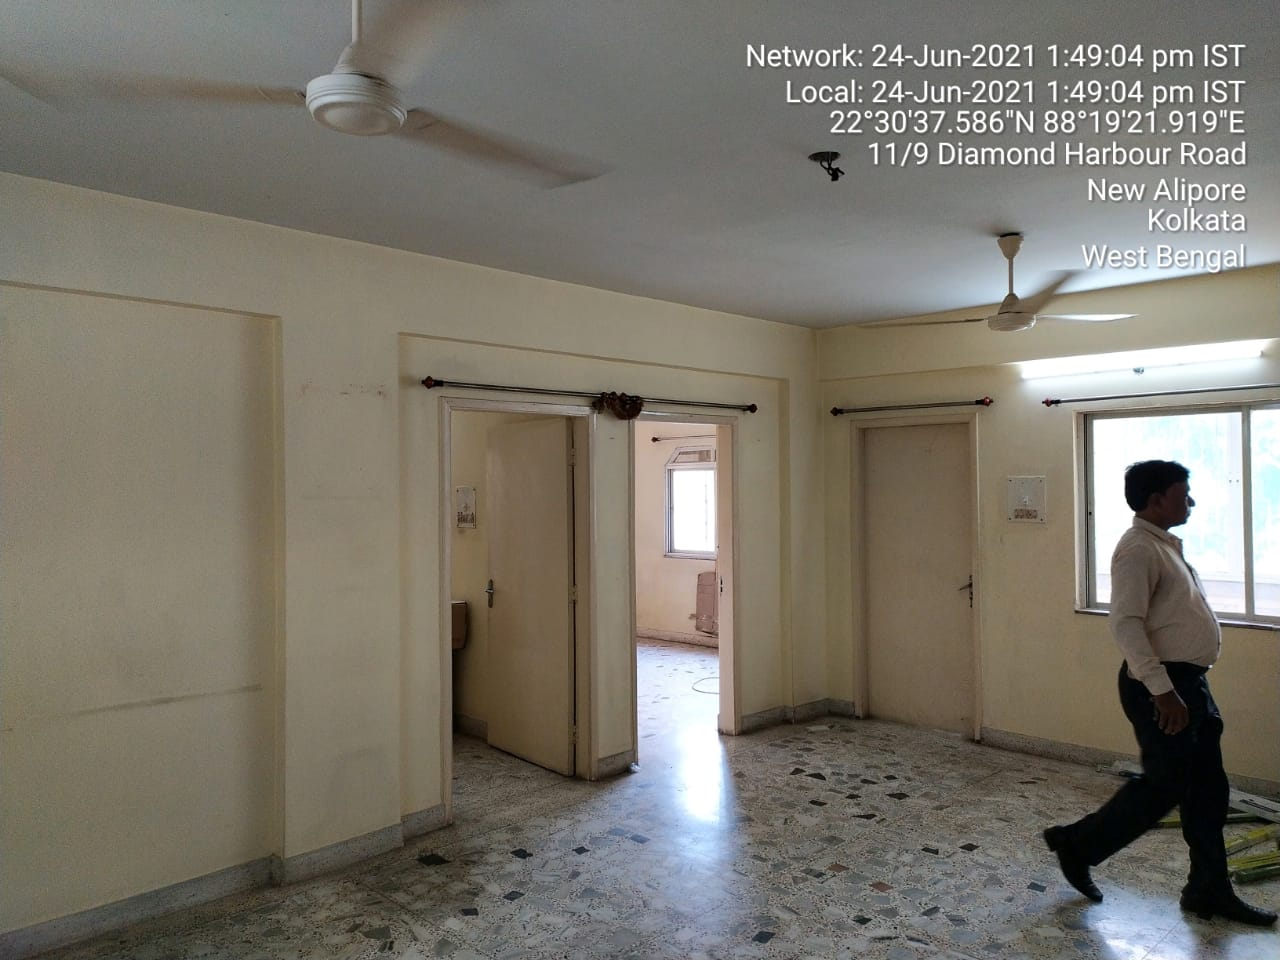 Network: 24-Jun-2021 1:49:04 pm IST
Local: 24-Jun-2021 1:49:04 pm IST
22°30'37.586"N 88°19'21.919"E
11/9 Diamond Harbour Road
New Alipore
Kolkata
West Bengal